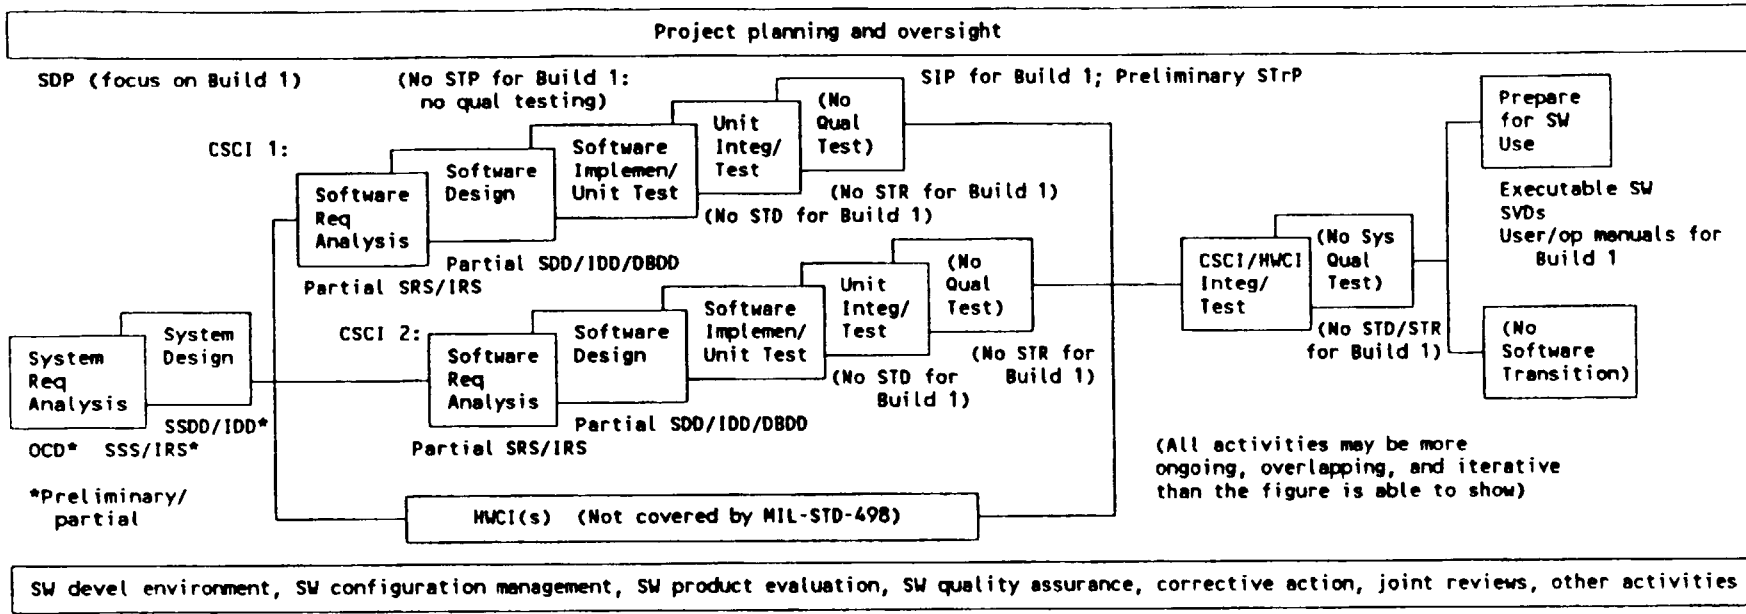 Project planning and oversight
SDP (focus on Build 1)
(No STP for Build 1:
no qual testing)
SIP for Build 1; Preliminary STrP
CSCI 1:
Software
Req
Analysis
Software
Design
Software
Implemen/
Unit Test
Unit
Integ/
Test
(No
Qual
Test)
(No STR for Build 1)
(No STD for Build 1)
Partial SDD/IDD/DBDD
Partial SRS/IRS
CSCI 2:
Software
Req
Analysis
Software
Design
Software
Implemen/
Unit Test
Unit
Integ/
Test
(No
Qual
Test)
(No STR for
Build 1)
(No STD for
Build 1)
Partial SDD/IDD/DBDD
Partial SRS/IRS
System
Req
Analysis
System
Design
SSDD/IDD*
OCD* SSS/IRS*
*Preliminary/
partial
HWCI(s) (Not covered by MIL-STD-498)
CSCI/HWCI
Integ/
Test
(No Sys
Qual
Test)
(No STD/STR
for Build 1)
Prepare
for SW
Use
Executable SW
SVDs
User/op manuals for
Build 1
(No
Software
Transition)
(All activities may be more
ongoing, overlapping, and iterative
than the figure is able to show)
SW devel environment, SW configuration management, SW product evaluation, SW quality assurance, corrective action, joint reviews, other activities